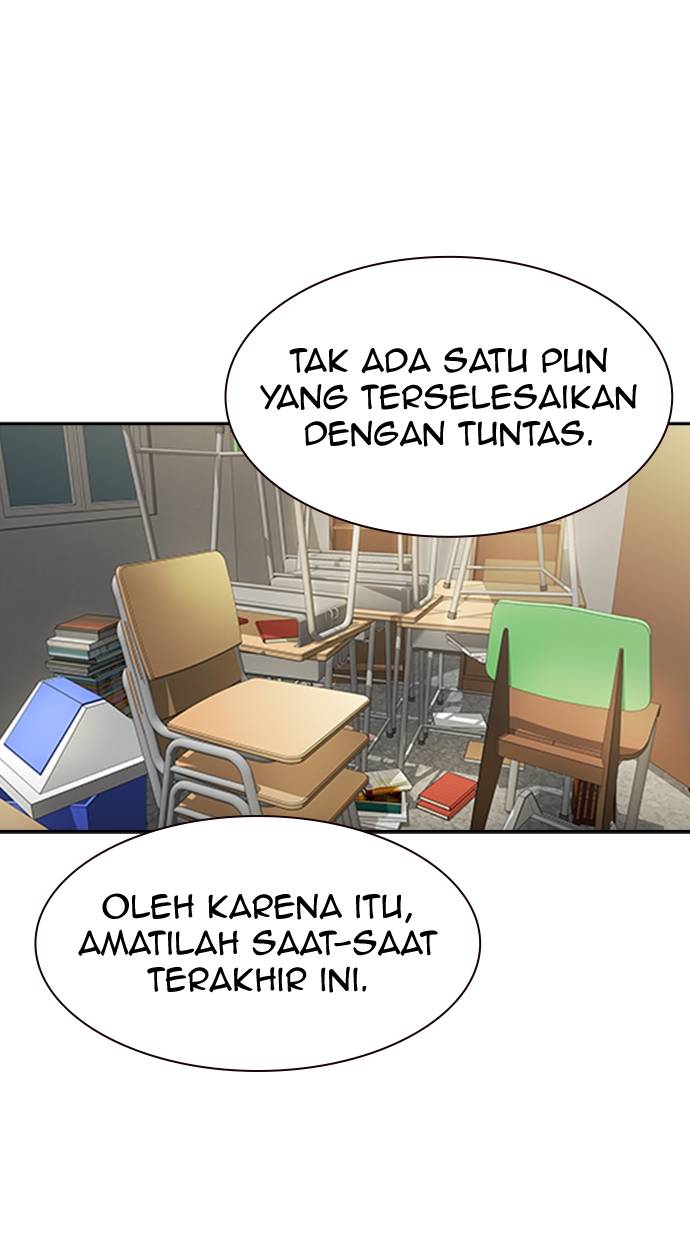 TAK ADA SATU PUN
YANG TERSELESAIKAN
DENGAN TUNTAS.
OLEH KARENA ITU,
AMATILAH SAAT-SAAT
TERAKHIR INI.